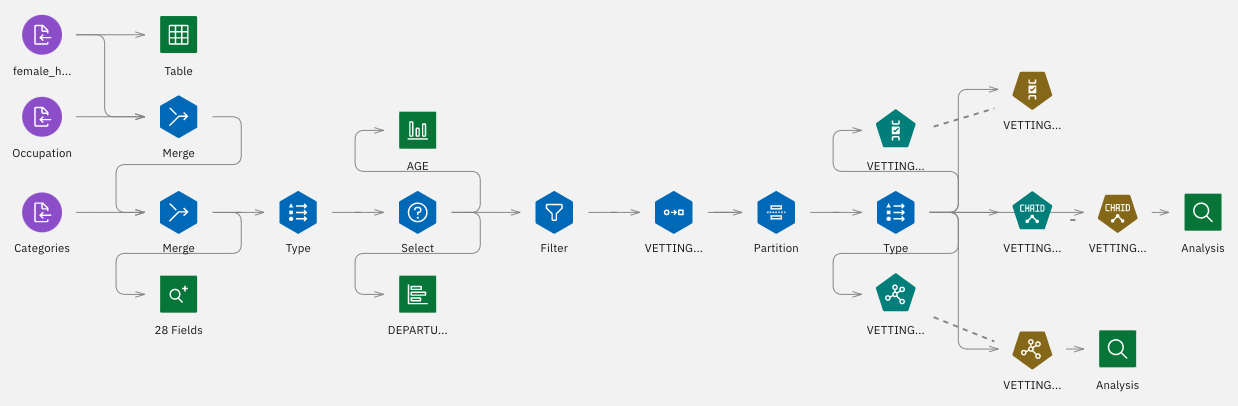 female_h...
Table
Occupation
Merge
AGE
VETTING...
VETTING...
Categories
Merge
Type
Select
Filter
VETTING...
Partition
Type
CHAID
VETTING...
CHAID
VETTING...
Analysis
28 Fields
DEPARTU...
VETTING...
VETTING...
Analysis